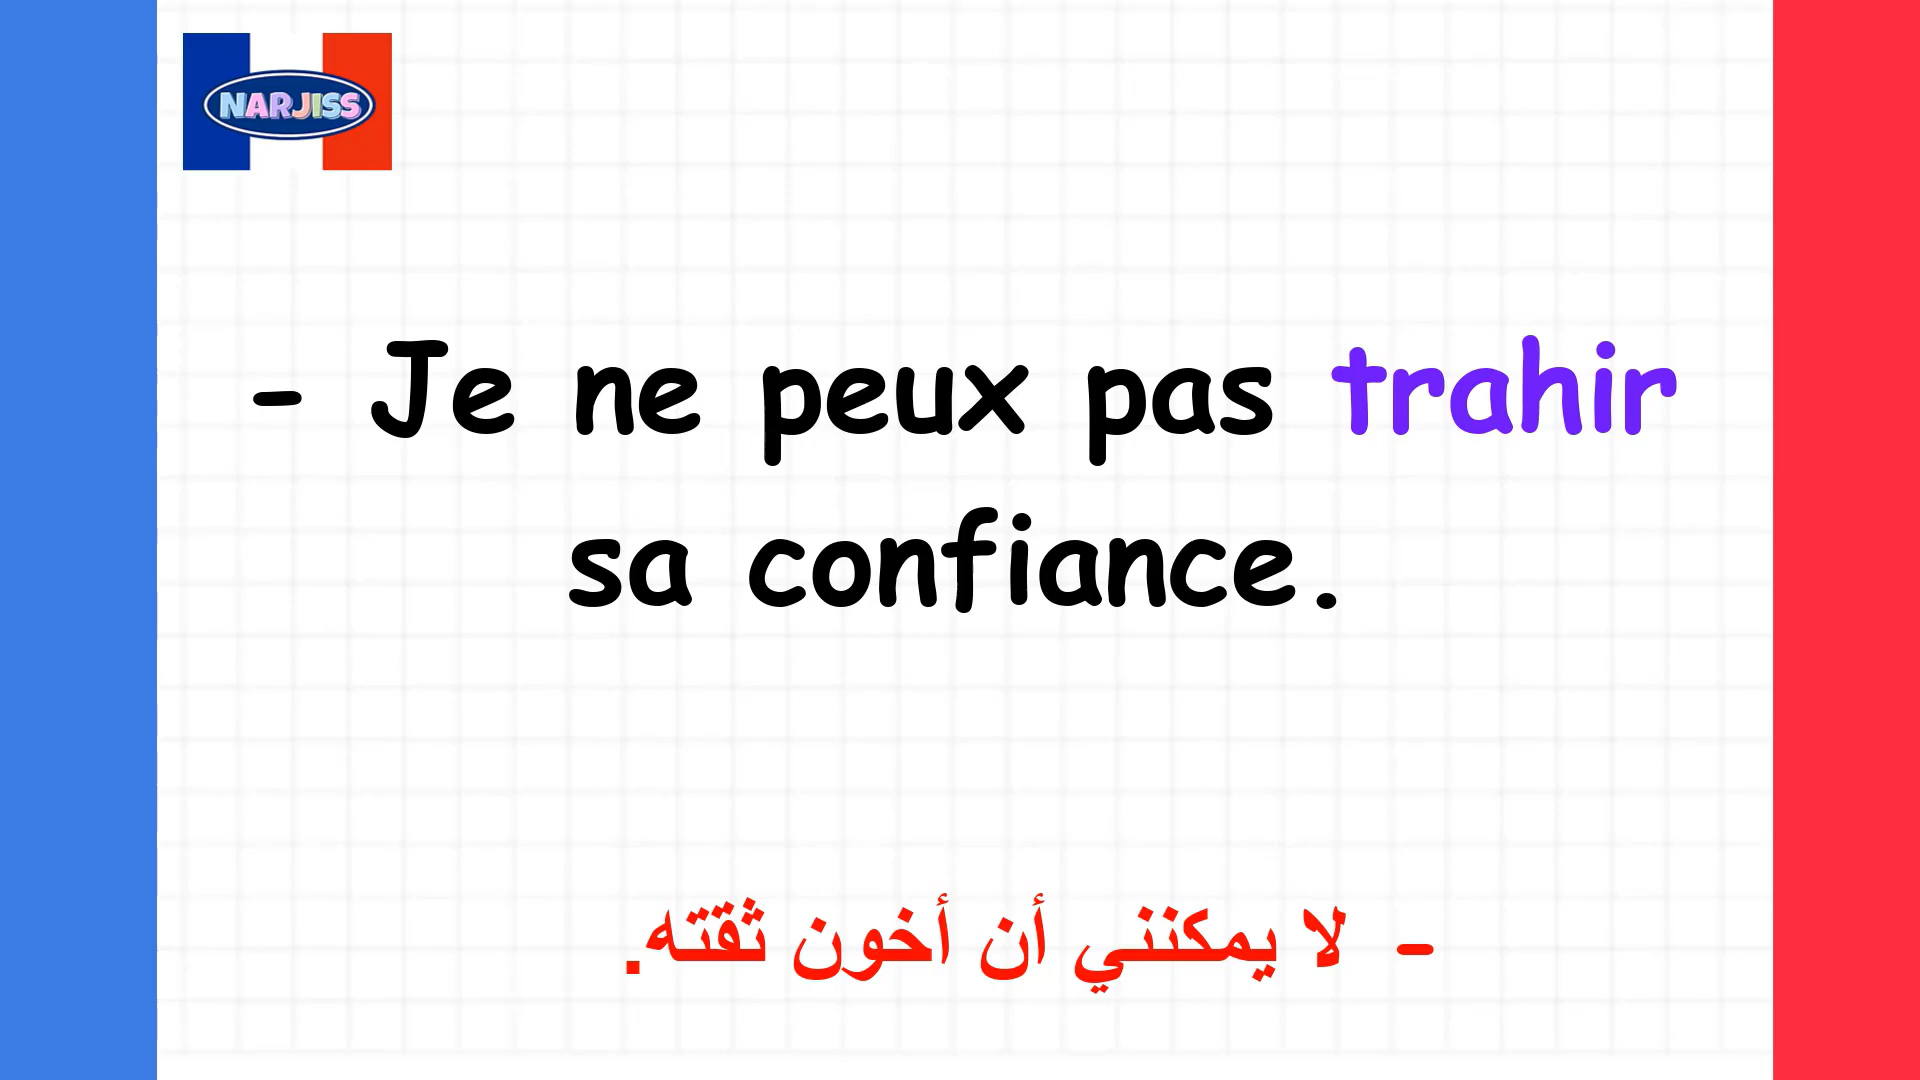 NARJISS
- Je ne peux pas trahir
sa confiance.
- لا يمكنني أن أخون ثقته.